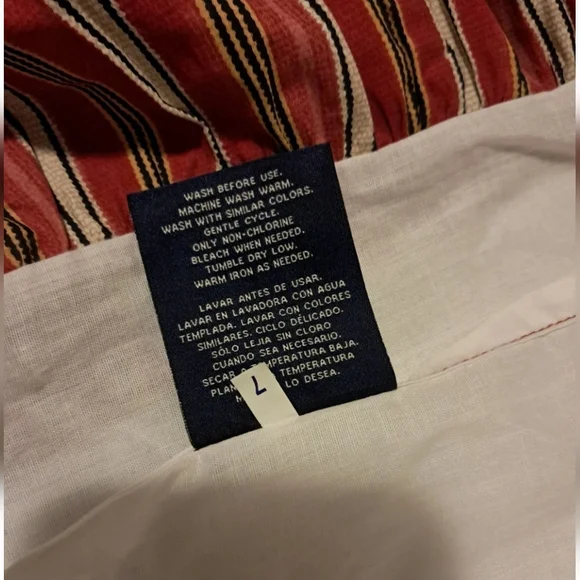 WASH BEFORE USE.
MACHINE WASH WARM.
WASH WITH SIMILAR COLORS.
GENTLE CYCLE.
ONLY NON-CHLORINE
BLEACH WHEN NEEDED.
TUMBLE DRY LOW.
WARM IRON AS NEEDED.
LAVAR ANTES DE USAR.
LAVAR EN LAVADORA CON AGUA
TEMPLADA. LAVAR CON COLORES
SIMILARES. CICLO DÉLICADO.
SÓLO LEJIA SIN CLORO
CUANDO SEA NECESARIO.
SECAR A TEMPERATURA BAJA.
TEMPERATURA
LO DESEA.
7